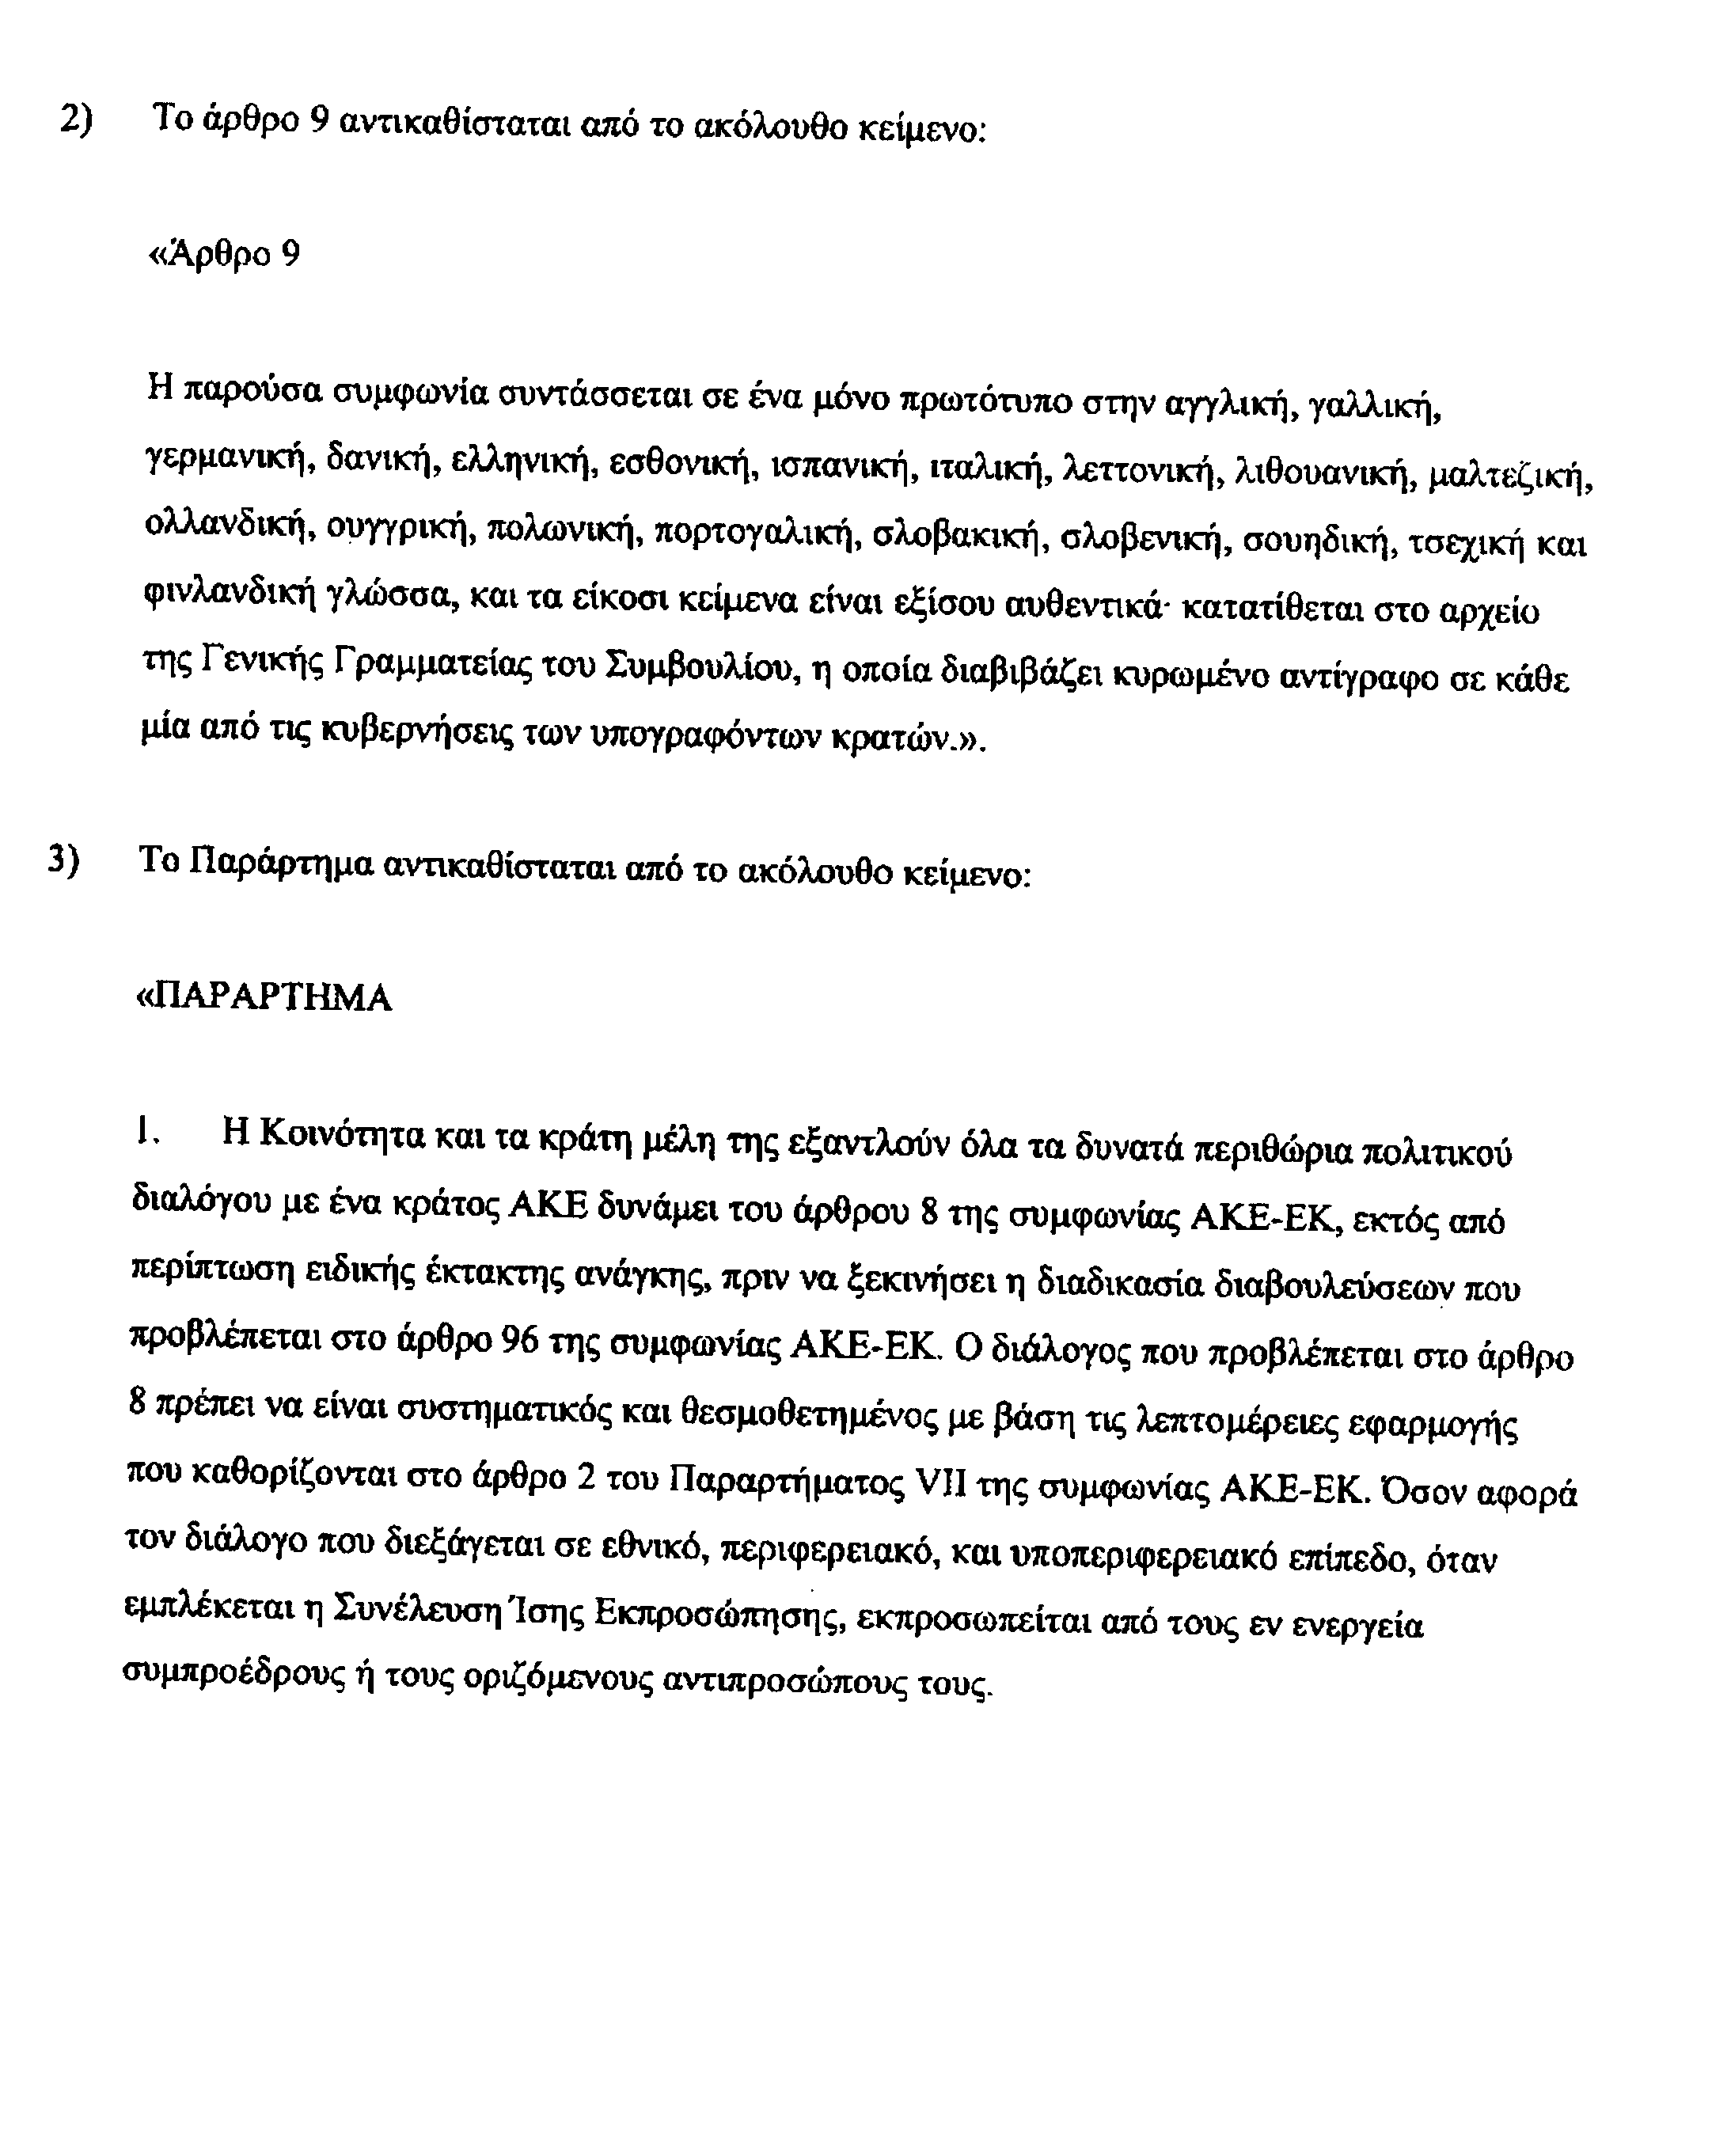 2) Το άρθρο 9 αντικαθίσταται από το ακόλουθο κείμενο:
«Άρθρο 9
Η παρούσα συμφωνία συντάσσεται σε ένα μόνο πρωτότυπο στην αγγλική, γαλλική,
γερμανική, δανική, ελληνική, εσθονική, ισπανική, ιταλική, λεττονική, λιθουανική, μαλτεζική,
ολλανδική, ουγγρική, πολωνική, πορτογαλική, σλοβακική, σλοβενική, σουηδική, τσεχική και
φινλανδική γλώσσα, και τα είκοσι κείμενα είναι εξίσου αυθεντικά· κατατίθεται στο αρχείο
της Γενικής Γραμματείας του Συμβουλίου, η οποία διαβιβάζει κυρωμένο αντίγραφο σε κάθε
μία από τις κυβερνήσεις των υπογραφόντων κρατών.».
3) Το Παράρτημα αντικαθίσταται από το ακόλουθο κείμενο:
«ΠΑΡΑΡΤΗΜΑ
1. Η Κοινότητα και τα κράτη μέλη της εξαντλούν όλα τα δυνατά περιθώρια πολιτικού
διαλόγου με ένα κράτος ΑΚΕ δυνάμει του άρθρου 8 της συμφωνίας ΑΚΕ-ΕΚ, εκτός από
περίπτωση ειδικής έκτακτης ανάγκης, πριν να ξεκινήσει η διαδικασία διαβουλεύσεων που
προβλέπεται στο άρθρο 96 της συμφωνίας ΑΚΕ-ΕΚ. Ο διάλογος που προβλέπεται στο άρθρο
8 πρέπει να είναι συστηματικός και θεσμοθετημένος με βάση τις λεπτομέρειες εφαρμογής
που καθορίζονται στο άρθρο 2 του Παραρτήματος VII της συμφωνίας ΑΚΕ-ΕΚ. Όσον αφορά
τον διάλογο που διεξάγεται σε εθνικό, περιφερειακό, και υποπεριφερειακό επίπεδο, όταν
εμπλέκεται η Συνέλευση Ίσης Εκπροσώπησης, εκπροσωπείται από τους εν ενεργεία
συμπροέδρους ή τους οριζόμενους αντιπροσώπους τους.